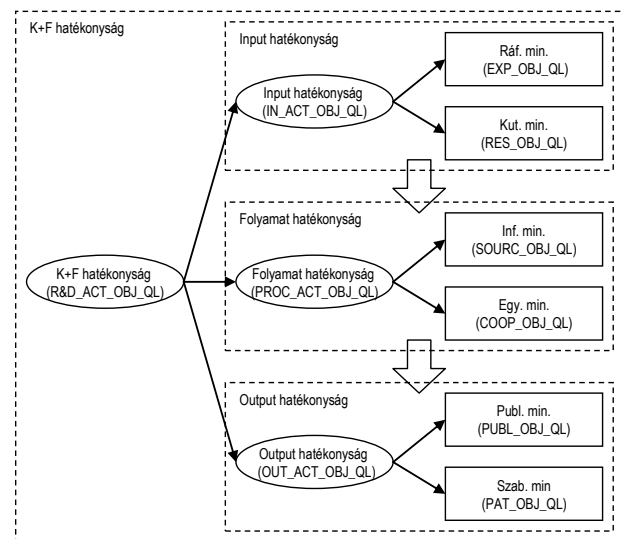 K+F hatékonyság
Input hatékonyság
Ráf. min.
(EXP_OBJ_QL)
Input hatékonyság
(IN_ACT_OBJ_QL)
Kut. min.
(RES_OBJ_QL)
Folyamat hatékonyság
Inf. min.
(SOURC_OBJ_QL)
K+F hatékonyság
(R&D_ACT_OBJ_QL)
Folyamat hatékonyság
(PROC_ACT_OBJ_QL)
Egy. min.
(COOP_OBJ_QL)
Output hatékonyság
Publ. min.
(PUBL_OBJ_QL)
Output hatékonyság
(OUT_ACT_OBJ_QL)
Szab. min
(PAT_OBJ_QL)